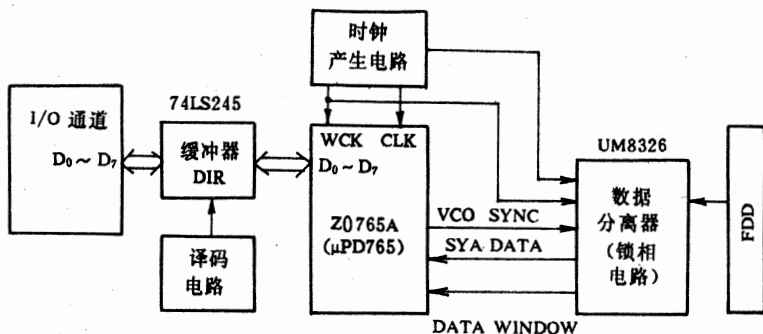 时钟
产生电路
I/O 通道
D₀~D₇
74LS245
缓冲器
DIR
译码
电路
WCK CLK
D₀~D₇
Z0765A
(μPD765)
VCO SYNC
SYA DATA
DATA WINDOW
UM8326
数据
分离器
(锁相
电路)
FDD